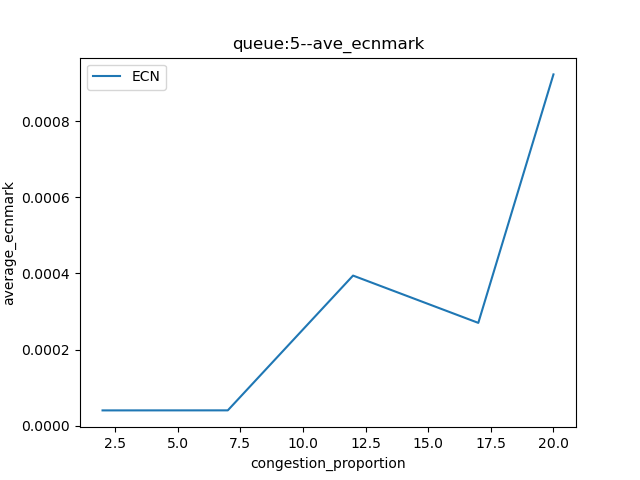 queue:5--ave_ecnmark
ECN
0.0008
0.0006
0.0004
0.0002
0.0000
average_ecnmark
2.5 5.0 7.5 10.0 12.5 15.0 17.5 20.0
congestion_proportion